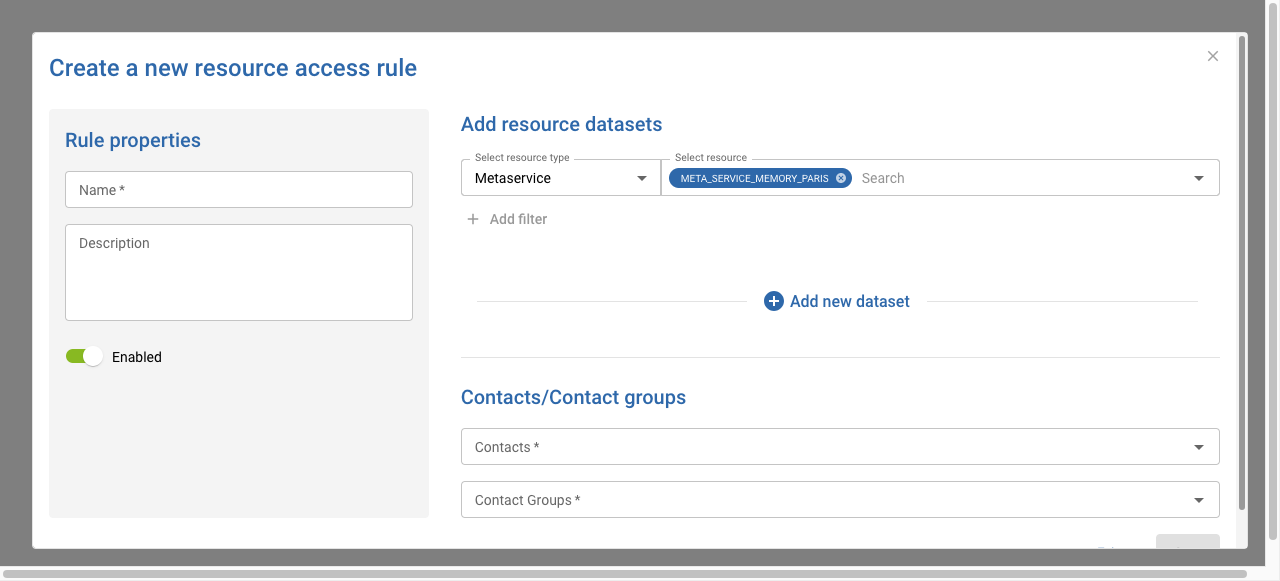 Create a new resource access rule
Rule properties
Name *
Description
Enabled
Add resource datasets
Select resource type
Metaservice
Select resource
META_SERVICE_MEMORY_PARIS
Search
Add filter
Add new dataset
Contacts/Contact groups
Contacts *
Contact Groups *